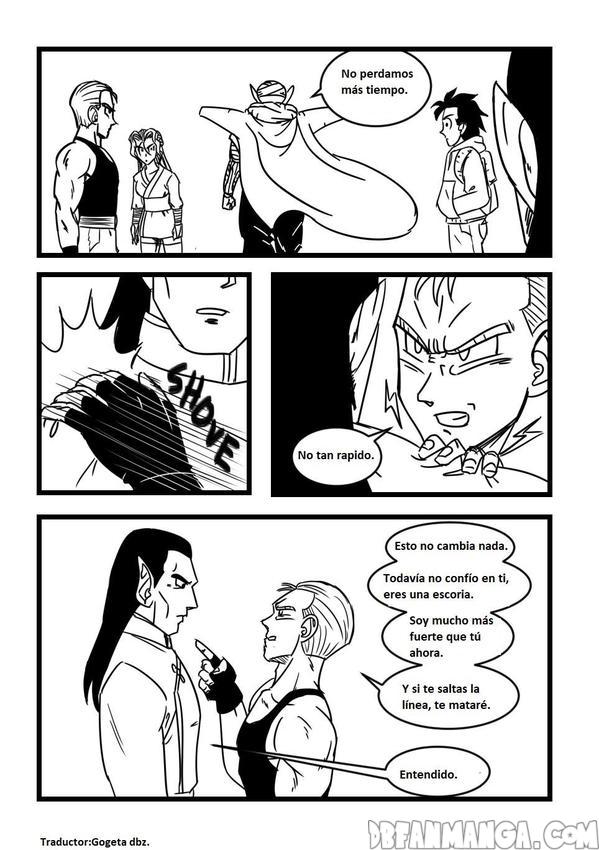 No perdamos
más tiempo.
SHOVE
No tan rapido.
Esto no cambia nada.
Todavía no confío en ti,
eres una escoria.
Soy mucho más
fuerte que tú
ahora.
Y si te saltas la
línea, te mataré.
Entendido.
DBFANMANGA.COM
Traductor:Gogeta dbz.